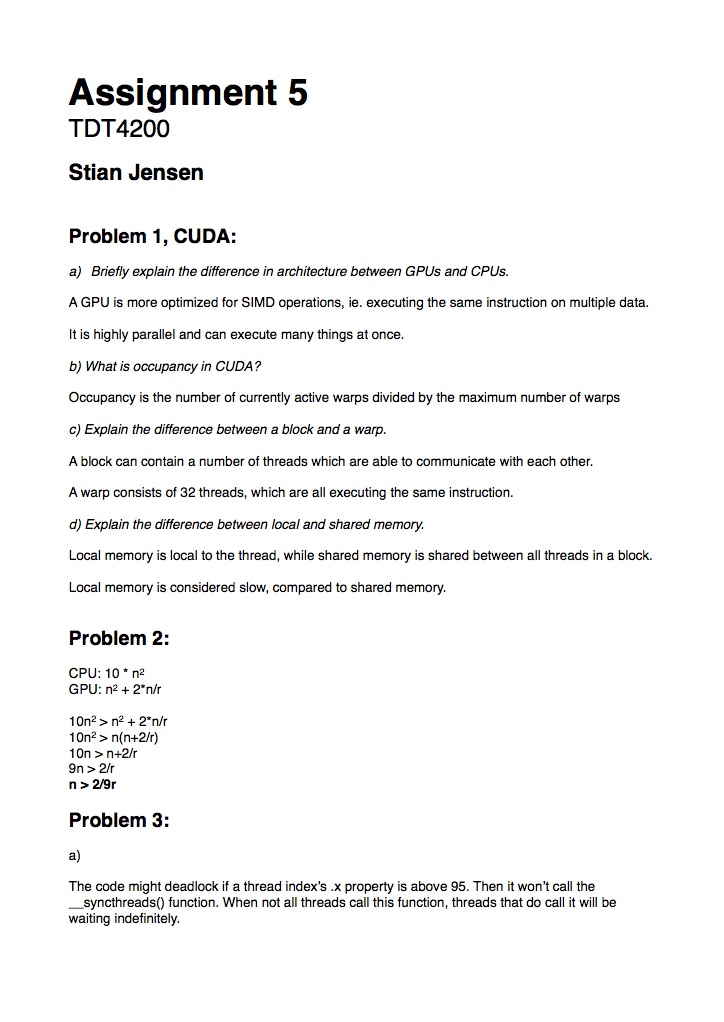 Assignment 5
TDT4200
Stian Jensen
Problem 1, CUDA:
a) Briefly explain the difference in architecture between GPUs and CPUs.
A GPU is more optimized for SIMD operations, ie. executing the same instruction on multiple data.
It is highly parallel and can execute many things at once.
b) What is occupancy in CUDA?
Occupancy is the number of currently active warps divided by the maximum number of warps
c) Explain the difference between a block and a warp.
A block can contain a number of threads which are able to communicate with each other.
A warp consists of 32 threads, which are all executing the same instruction.
d) Explain the difference between local and shared memory.
Local memory is local to the thread, while shared memory is shared between all threads in a block.
Local memory is considered slow, compared to shared memory.
Problem 2:
CPU: 10 * n²
GPU: n² + 2*n/r
10n² > n² + 2*n/r
10n² > n(n+2/r)
10n > n+2/r
9n > 2/r
n > 2/9r
Problem 3:
a)
The code might deadlock if a thread index’s .x property is above 95. Then it won’t call the
__syncthreads() function. When not all threads call this function, threads that do call it will be
waiting indefinitely.